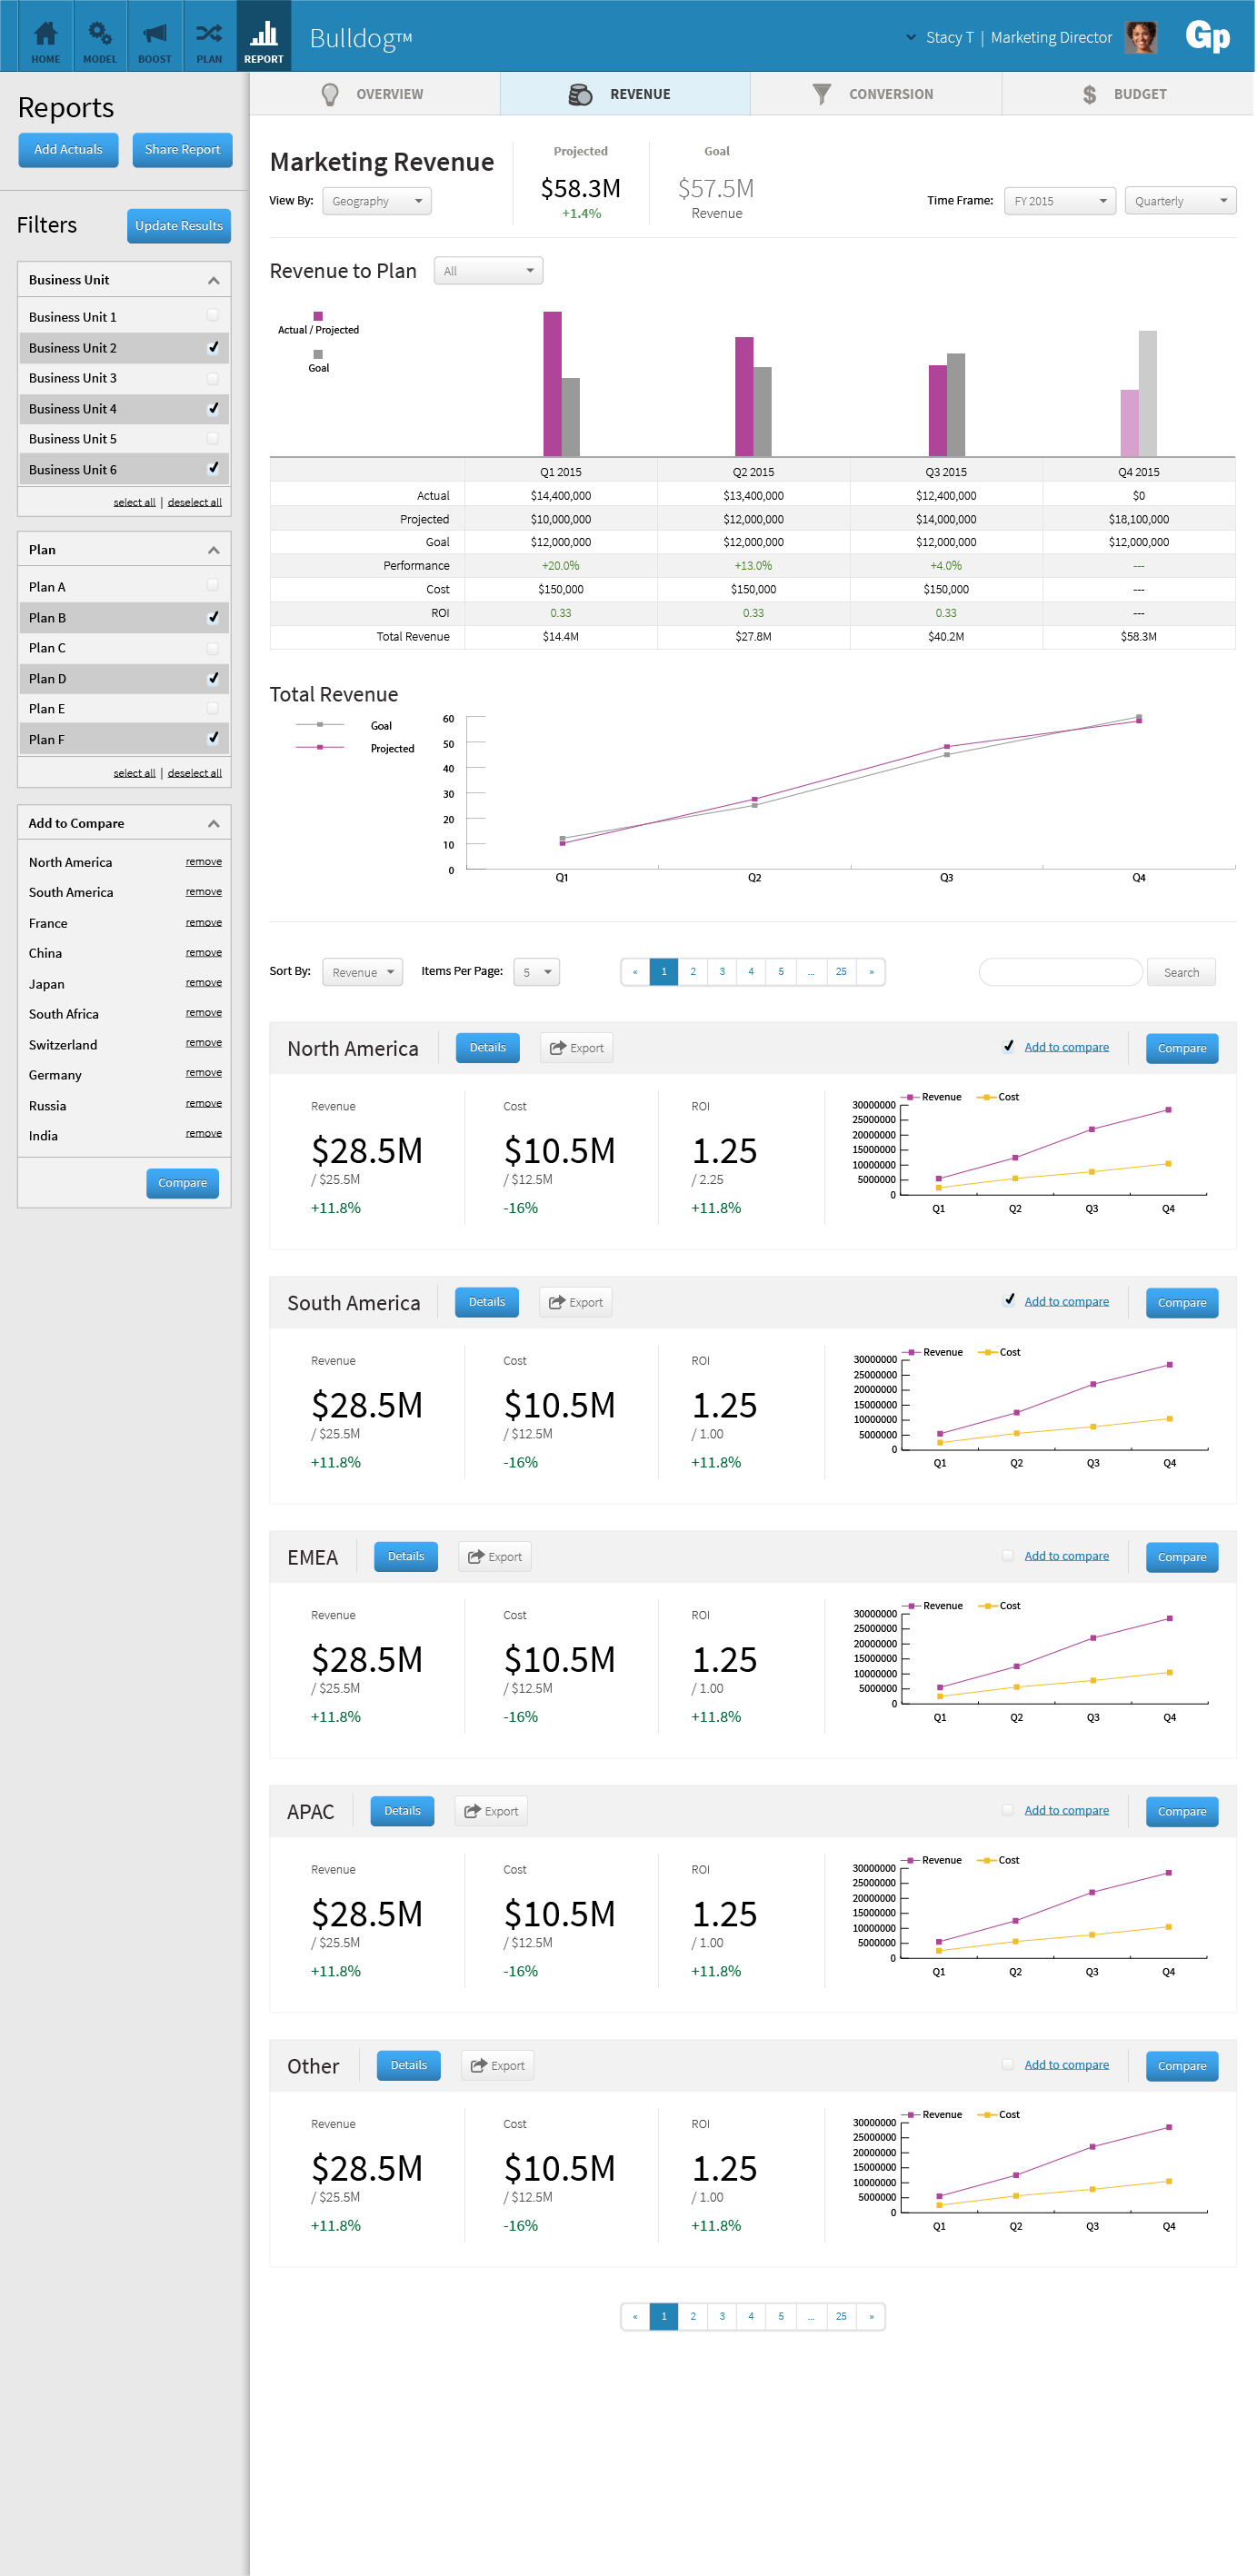 HOME MODEL BOOST PLAN REPORT Bulldog™ Stacy T | Marketing Director Gp
OVERVIEW REVENUE CONVERSION BUDGET
Reports
Add Actuals Share Report
Filters Update Results
Business Unit
Business Unit 1
Business Unit 2
Business Unit 3
Business Unit 4
Business Unit 5
Business Unit 6
select all | deselect all
Plan
Plan A
Plan B
Plan C
Plan D
Plan E
Plan F
select all | deselect all
Add to Compare
North America remove
South America remove
France remove
China remove
Japan remove
South Africa remove
Switzerland remove
Germany remove
Russia remove
India remove
Compare
Marketing Revenue
View By: Geography
Projected
$58.3M
+1.4%
Goal
$57.5M
Revenue
Time Frame: FY 2015 Quarterly
Revenue to Plan All
Actual / Projected
Goal
Q1 2015 Q2 2015 Q3 2015 Q4 2015
Actual $14,400,000 $13,400,000 $12,400,000 $0
Projected $10,000,000 $12,000,000 $14,000,000 $18,100,000
Goal $12,000,000 $12,000,000 $12,000,000 $12,000,000
Performance +20.0% +13.0% +4.0% ---
Cost $150,000 $150,000 $150,000 ---
ROI 0.33 0.33 0.33 ---
Total Revenue $14.4M $27.8M $40.2M $58.3M
Total Revenue
Goal
Projected
60
50
40
30
20
10
0
Q1 Q2 Q3 Q4
Sort By: Revenue Items Per Page: 5 « 1 2 3 4 5 ... 25 » Search
North America Details Export Add to compare Compare
Revenue Cost ROI
$28.5M $10.5M 1.25
/ $25.5M / $12.5M / 2.25
+11.8% -16% +11.8%
Revenue Cost
30000000
25000000
20000000
15000000
10000000
5000000
0
Q1 Q2 Q3 Q4
South America Details Export Add to compare Compare
Revenue Cost ROI
$28.5M $10.5M 1.25
/ $25.5M / $12.5M / 1.00
+11.8% -16% +11.8%
Revenue Cost
30000000
25000000
20000000
15000000
10000000
5000000
0
Q1 Q2 Q3 Q4
EMEA Details Export Add to compare Compare
Revenue Cost ROI
$28.5M $10.5M 1.25
/ $25.5M / $12.5M / 1.00
+11.8% -16% +11.8%
Revenue Cost
30000000
25000000
20000000
15000000
10000000
5000000
0
Q1 Q2 Q3 Q4
APAC Details Export Add to compare Compare
Revenue Cost ROI
$28.5M $10.5M 1.25
/ $25.5M / $12.5M / 1.00
+11.8% -16% +11.8%
Revenue Cost
30000000
25000000
20000000
15000000
10000000
5000000
0
Q1 Q2 Q3 Q4
Other Details Export Add to compare Compare
Revenue Cost ROI
$28.5M $10.5M 1.25
/ $25.5M / $12.5M / 1.00
+11.8% -16% +11.8%
Revenue Cost
30000000
25000000
20000000
15000000
10000000
5000000
0
Q1 Q2 Q3 Q4
« 1 2 3 4 5 ... 25 »